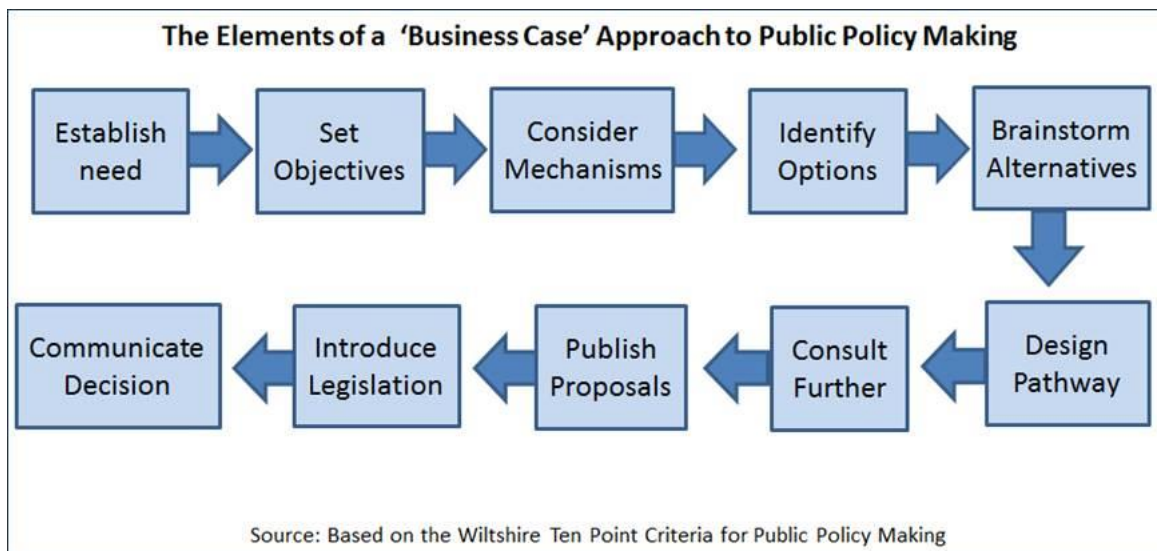 The Elements of a ‘Business Case’ Approach to Public Policy Making
Establish
need
Set
Objectives
Consider
Mechanisms
Identify
Options
Brainstorm
Alternatives
Design
Pathway
Consult
Further
Publish
Proposals
Introduce
Legislation
Communicate
Decision
Source: Based on the Wiltshire Ten Point Criteria for Public Policy Making